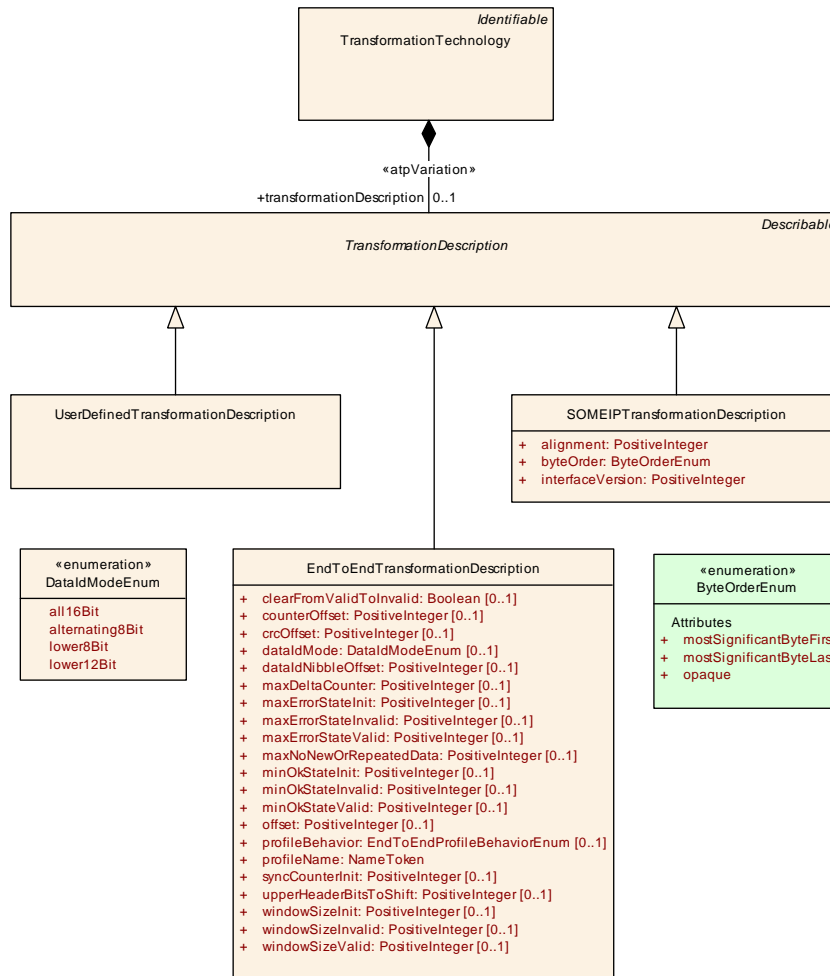 Identifiable
TransformationTechnology
«atpVariation»
+transformationDescription 0..1
Describable
TransformationDescription
UserDefinedTransformationDescription
SOMEIPTransformationDescription
+ alignment: PositiveInteger
+ byteOrder: ByteOrderEnum
+ interfaceVersion: PositiveInteger
«enumeration»
DataIdModeEnum
all16Bit
alternating8Bit
lower8Bit
lower12Bit
EndToEndTransformationDescription
+ clearFromValidToInvalid: Boolean [0..1]
+ counterOffset: PositiveInteger [0..1]
+ crcOffset: PositiveInteger [0..1]
+ dataIdMode: DataIdModeEnum [0..1]
+ dataIdNibbleOffset: PositiveInteger [0..1]
+ maxDeltaCounter: PositiveInteger [0..1]
+ maxErrorStateInit: PositiveInteger [0..1]
+ maxErrorStateInvalid: PositiveInteger [0..1]
+ maxErrorStateValid: PositiveInteger [0..1]
+ maxNoNewOrRepeatedData: PositiveInteger [0..1]
+ minOkStateInit: PositiveInteger [0..1]
+ minOkStateInvalid: PositiveInteger [0..1]
+ minOkStateValid: PositiveInteger [0..1]
+ offset: PositiveInteger [0..1]
+ profileBehavior: EndToEndProfileBehaviorEnum [0..1]
+ profileName: NameToken
+ syncCounterInit: PositiveInteger [0..1]
+ upperHeaderBitsToShift: PositiveInteger [0..1]
+ windowSizeInit: PositiveInteger [0..1]
+ windowSizeInvalid: PositiveInteger [0..1]
+ windowSizeValid: PositiveInteger [0..1]
«enumeration»
ByteOrderEnum
Attributes
+ mostSignificantByteFirs
+ mostSignificantByteLas
+ opaque